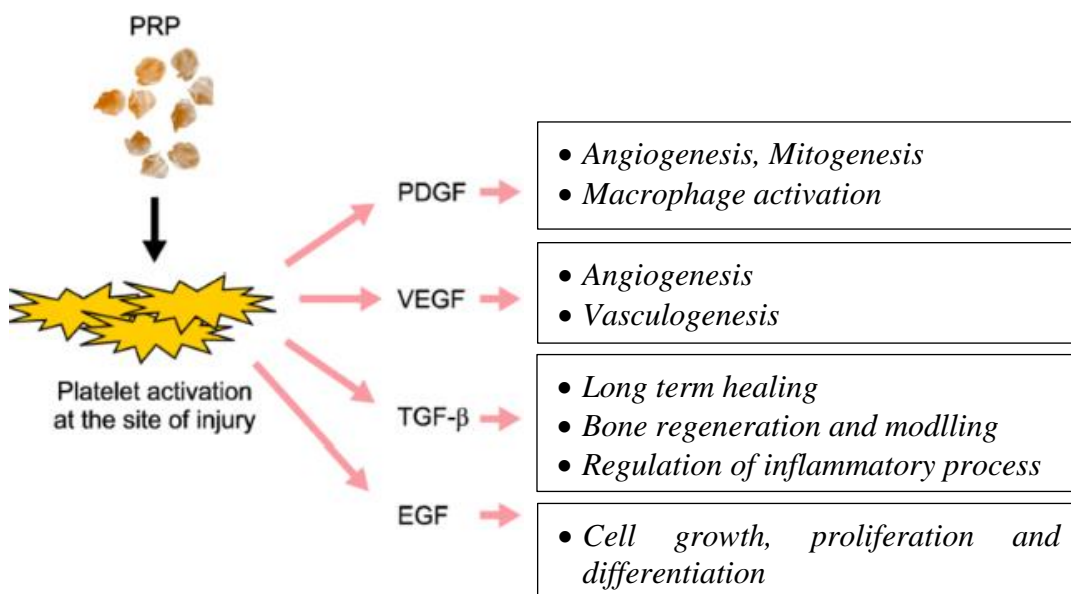 PRP
Platelet activation
at the site of injury
PDGF
• Angiogenesis, Mitogenesis
• Macrophage activation
VEGF
• Angiogenesis
• Vasculogenesis
TGF-β
• Long term healing
• Bone regeneration and modlling
• Regulation of inflammatory process
EGF
• Cell growth, proliferation and
differentiation